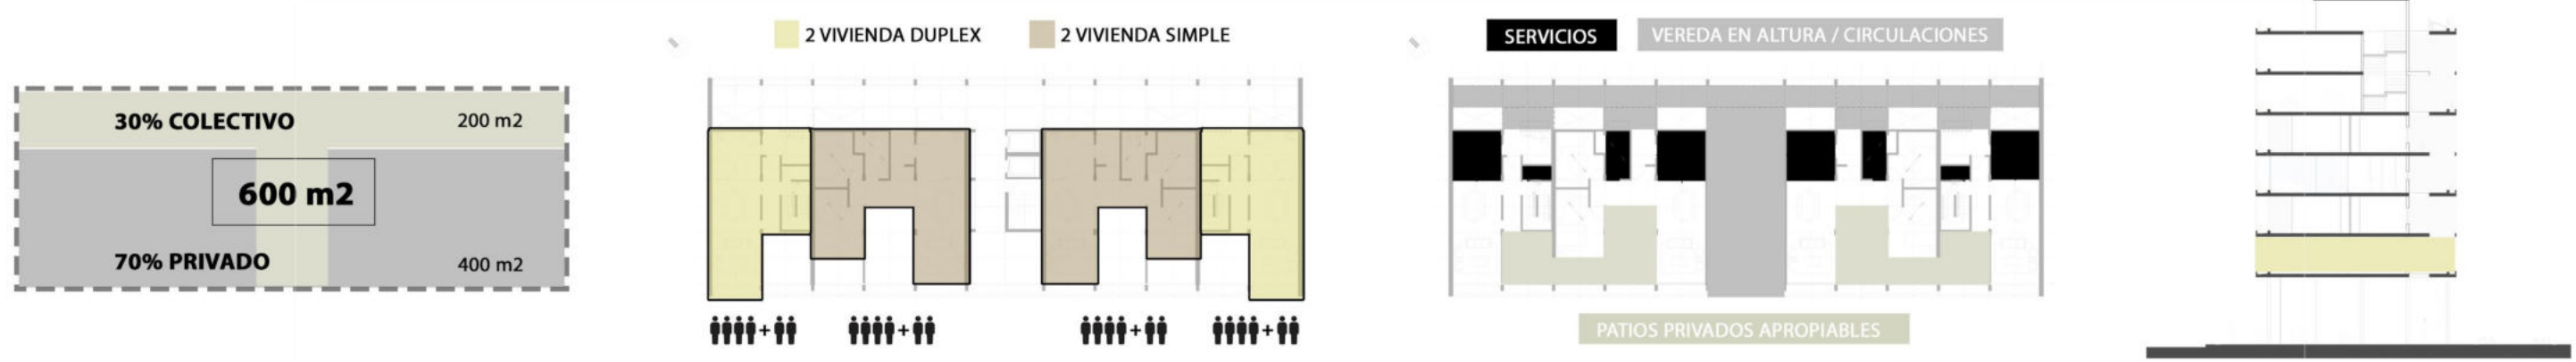 30% COLECTIVO 200 m2
600 m2
70% PRIVADO 400 m2
2 VIVIENDA DUPLEX 2 VIVIENDA SIMPLE
+ + + +
SERVICIOS VEREDA EN ALTURA / CIRCULACIONES
PATIOS PRIVADOS APROPIABLES